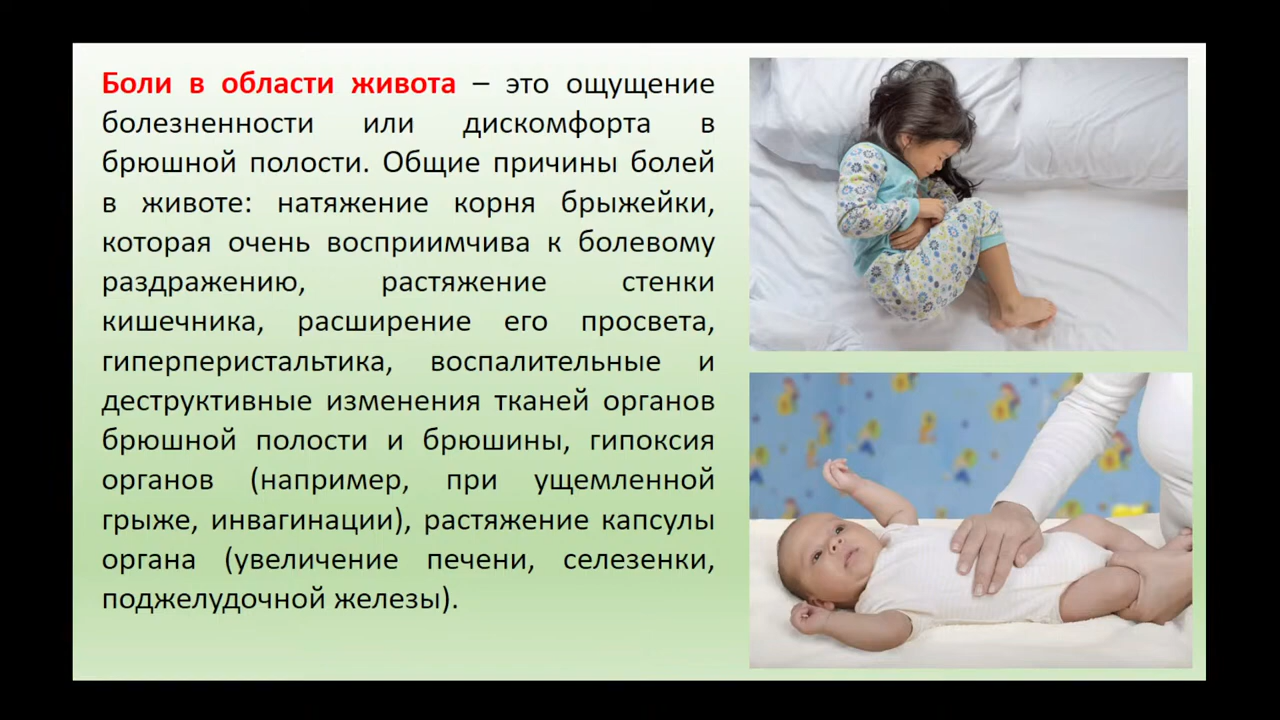 Боли в области живота – это ощущение
болезненности или дискомфорта в
брюшной полости. Общие причины болей
в животе: натяжение корня брыжейки,
которая очень восприимчива к болевому
раздражению, растяжение стенки
кишечника, расширение его просвета,
гиперперистальтика, воспалительные и
деструктивные изменения тканей органов
брюшной полости и брюшины, гипоксия
органов (например, при ущемленной
грыже, инвагинации), растяжение капсулы
органа (увеличение печени, селезенки,
поджелудочной железы).